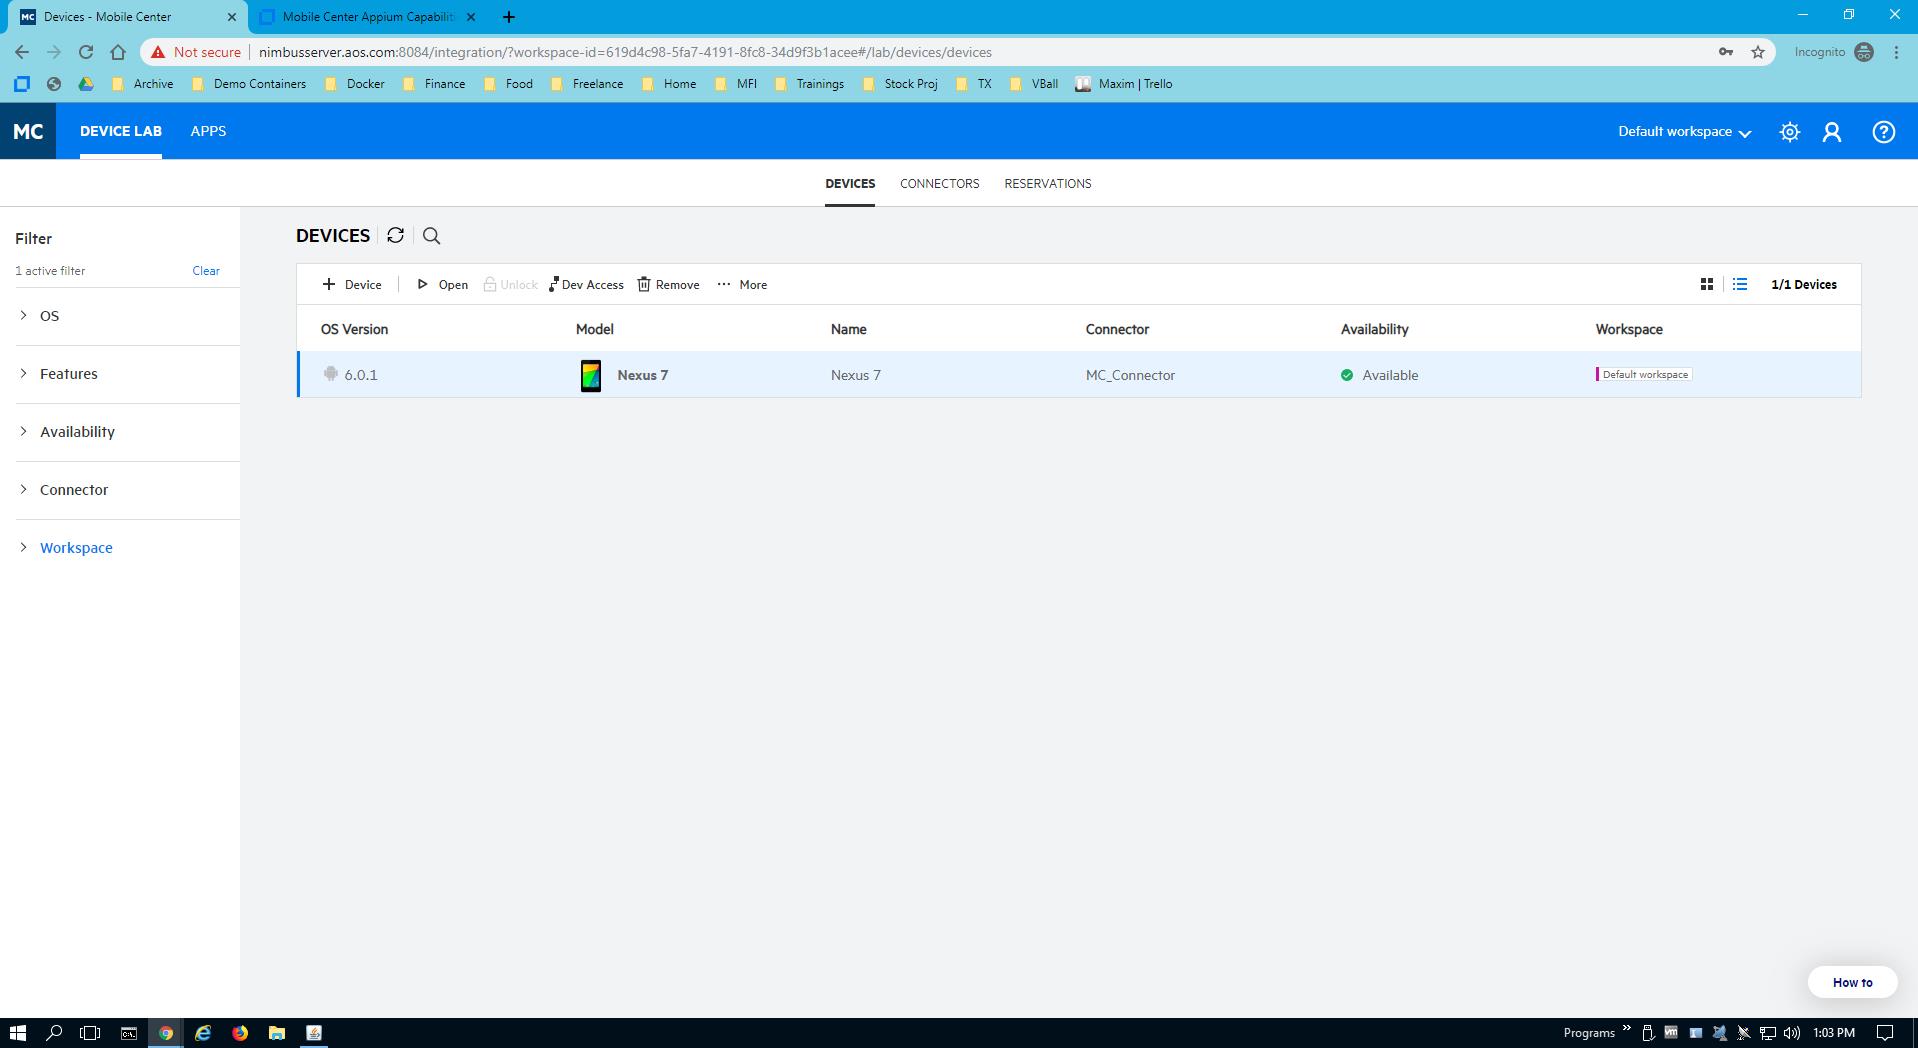 MC Devices - Mobile Center
Mobile Center Appium Capabiliti
Not secure nimbusserver.aos.com:8084/integration/?workspace-id=619d4c98-5fa7-4191-8fc8-34d9f3b1acee#/lab/devices/devices Incognito
Archive Demo Containers Docker Finance Food Freelance Home MFI Trainings Stock Proj TX VBall Maxim | Trello
MC DEVICE LAB APPS Default workspace
DEVICES CONNECTORS RESERVATIONS
Filter
1 active filter Clear
OS
Features
Availability
Connector
Workspace
DEVICES
Device Open Unlock Dev Access Remove ··· More 1/1 Devices
OS Version Model Name Connector Availability Workspace
6.0.1 Nexus 7 Nexus 7 MC_Connector Available Default workspace
How to
Programs » 1:03 PM